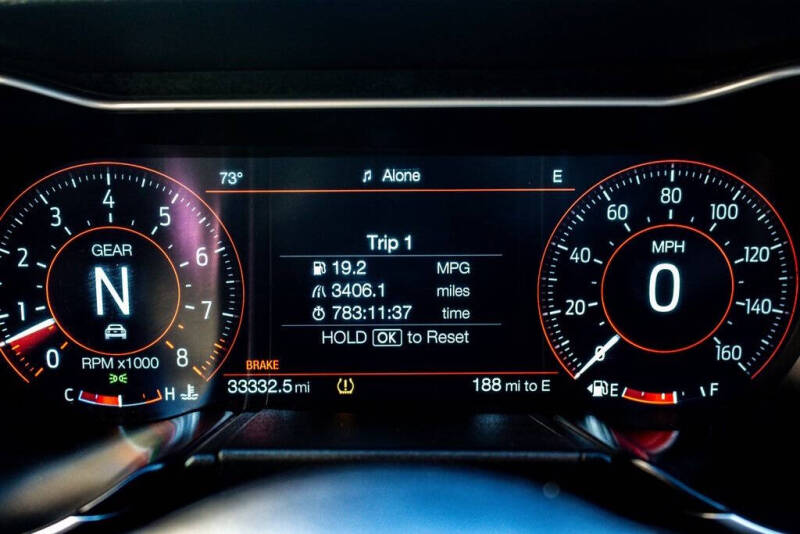 73°
Alone
E
0
1
2
3
4
5
6
7
8
GEAR
N
RPM x1000
C
H
Trip 1
19.2 MPG
3406.1 miles
783:11:37 time
HOLD OK to Reset
BRAKE
33332.5 mi
188 mi to E
0
20
40
60
80
100
120
140
160
MPH
0
E
F